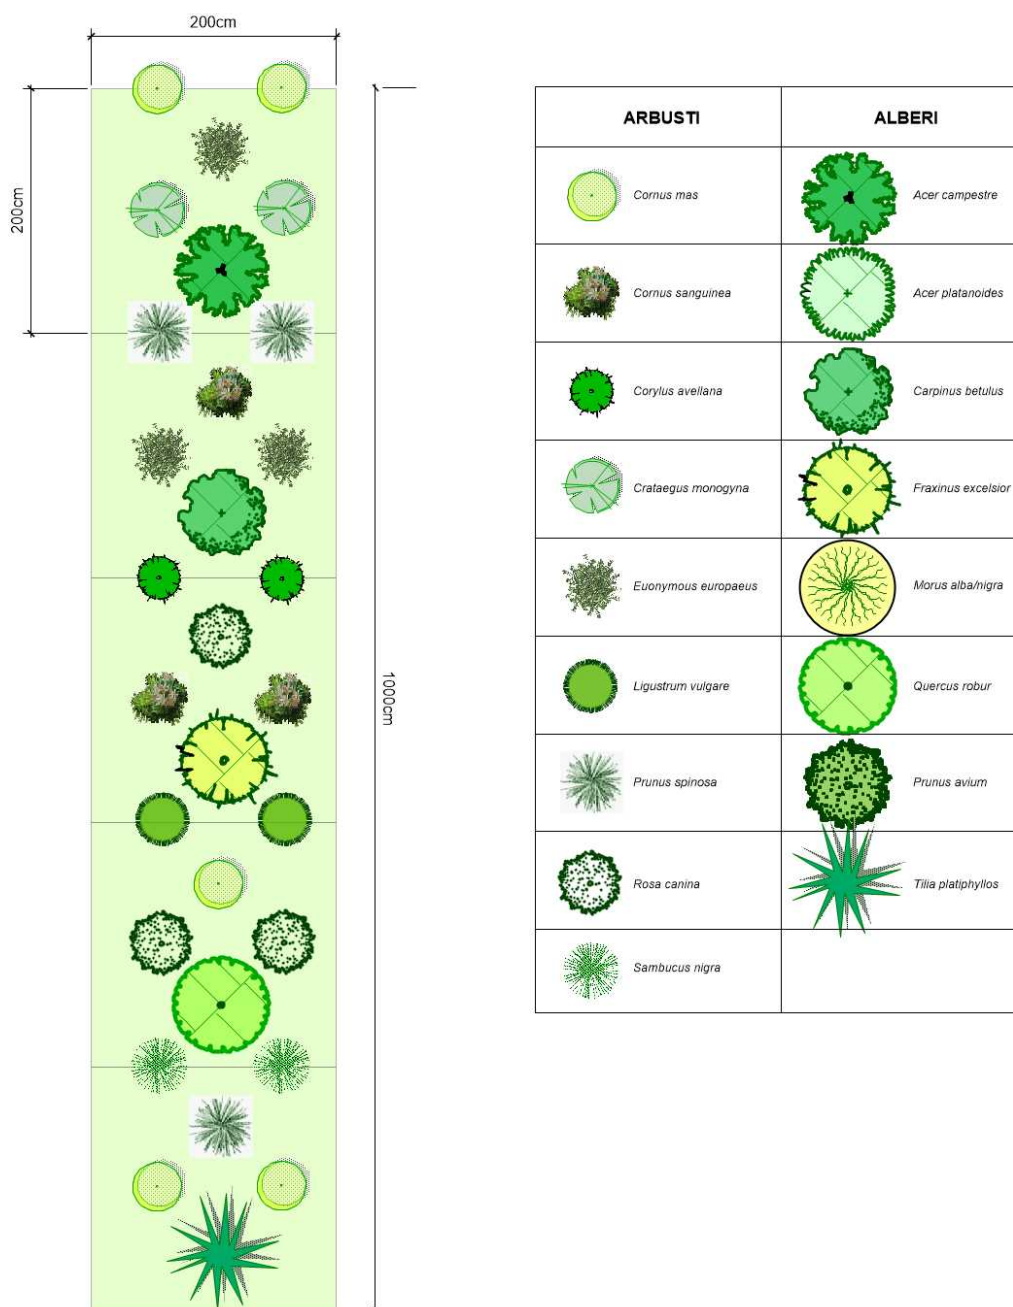 200cm
200cm
1000cm
ARBUSTI
ALBERI
Cornus mas
Acer campestre
Cornus sanguinea
Acer platanoides
Corylus avellana
Carpinus betulus
Crataegus monogyna
Fraxinus excelsior
Euonymous europaeus
Morus alba/nigra
Ligustrum vulgare
Quercus robur
Prunus spinosa
Prunus avium
Rosa canina
Tilia platiphyllos
Sambucus nigra